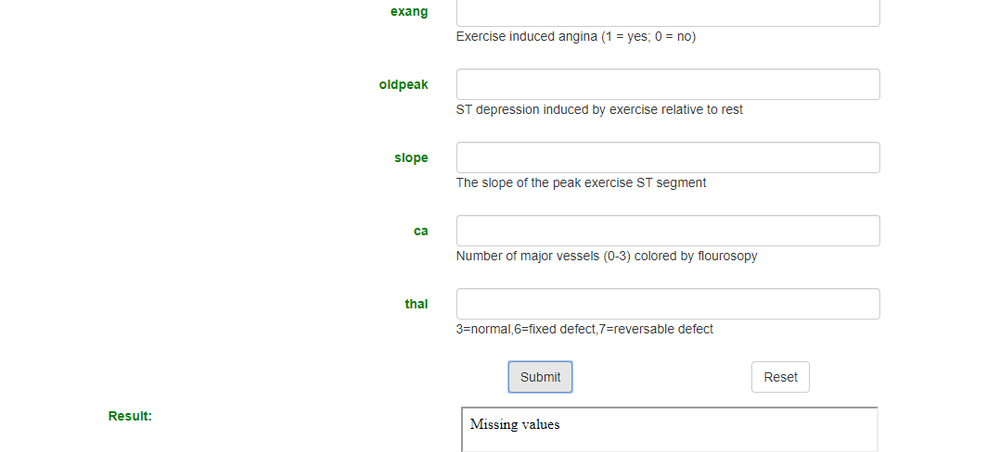 exang
Exercise induced angina (1 = yes; 0 = no)
oldpeak
ST depression induced by exercise relative to rest
slope
The slope of the peak exercise ST segment
ca
Number of major vessels (0-3) colored by flourosopy
thal
3=normal,6=fixed defect,7=reversable defect
Submit Reset
Result: Missing values